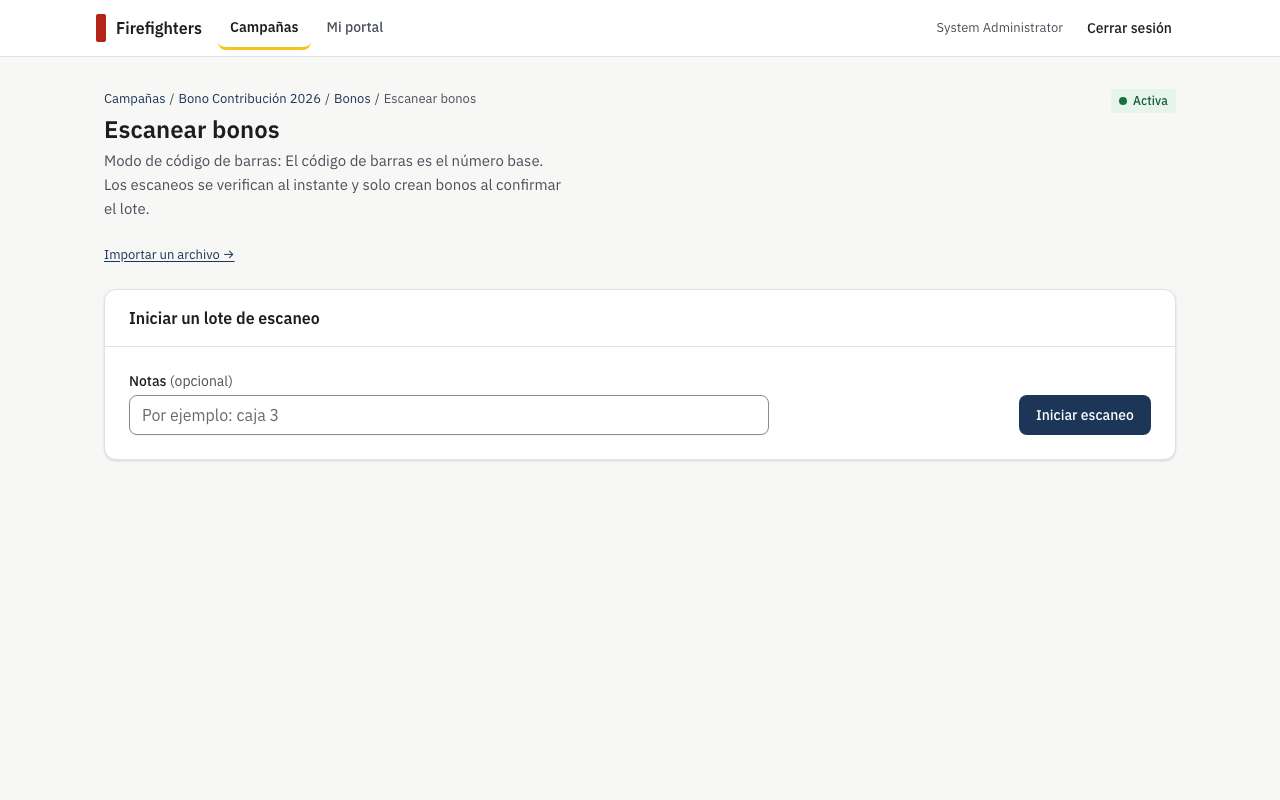 Firefighters
Campañas
Mi portal
System Administrator
Cerrar sesión
Campañas / Bono Contribución 2026 / Bonos / Escanear bonos
Activa
Escanear bonos
Modo de código de barras: El código de barras es el número base.
Los escaneos se verifican al instante y solo crean bonos al confirmar
el lote.
Importar un archivo →
Iniciar un lote de escaneo
Notas (opcional)
Por ejemplo: caja 3
Iniciar escaneo